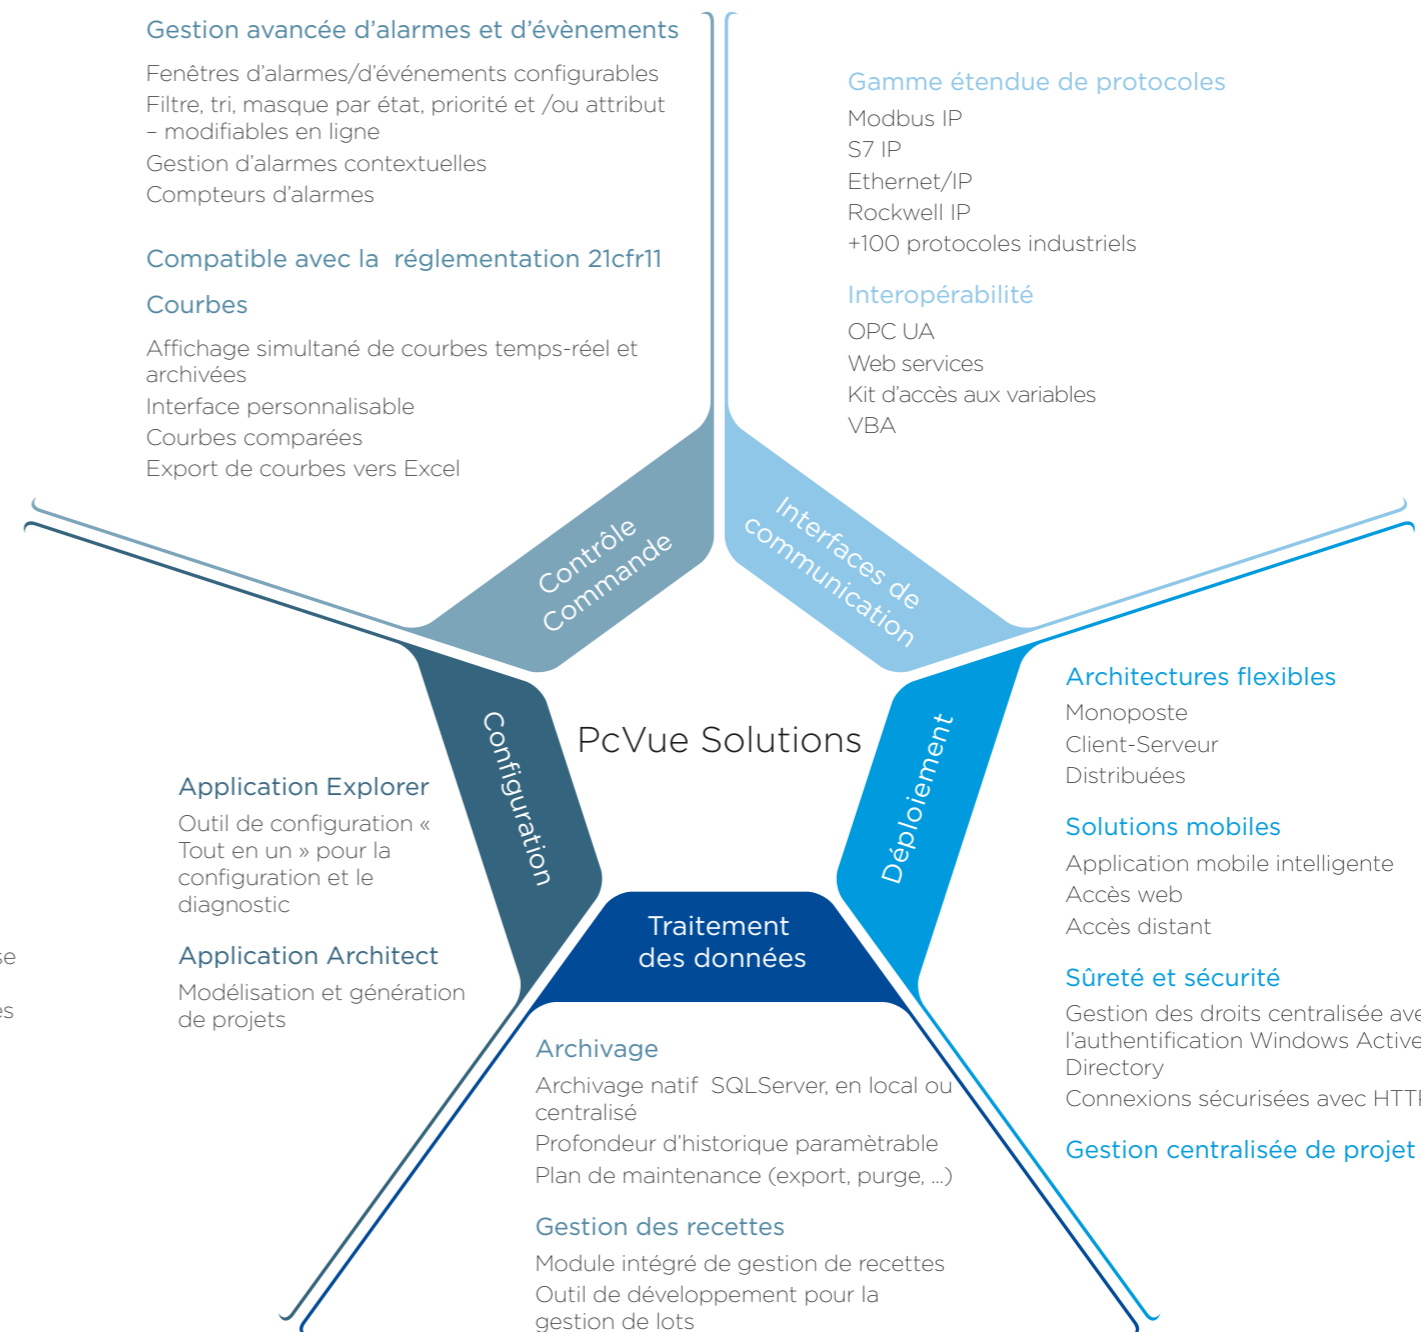 Gestion avancée d’alarmes et d’évènements
Fenêtres d’alarmes/d’événements configurables
Filtre, tri, masque par état, priorité et /ou attribut
– modifiables en ligne
Gestion d’alarmes contextuelles
Compteurs d’alarmes
Compatible avec la réglementation 21cfr11
Courbes
Affichage simultané de courbes temps-réel et
archivées
Interface personnalisable
Courbes comparées
Export de courbes vers Excel
Gamme étendue de protocoles
Modbus IP
S7 IP
Ethernet/IP
Rockwell IP
+100 protocoles industriels
Interopérabilité
OPC UA
Web services
Kit d’accès aux variables
VBA
Contrôle
Commande
Interfaces de
communication
Configuration
PcVue Solutions
Déploiement
Traitement
des données
Application Explorer
Outil de configuration «
Tout en un » pour la
configuration et le
diagnostic
Application Architect
Modélisation et génération
de projets
Architectures flexibles
Monoposte
Client-Serveur
Distribuées
Solutions mobiles
Application mobile intelligente
Accès web
Accès distant
Sûreté et sécurité
Gestion des droits centralisée
l’authentification Windows Active
Directory
Connexions sécurisées avec
Gestion centralisée de projet
Archivage
Archivage natif SQLServer, en local ou
centralisé
Profondeur d’historique paramètrable
Plan de maintenance (export, purge, ...)
Gestion des recettes
Module intégré de gestion de recettes
Outil de développement pour la
gestion de lots